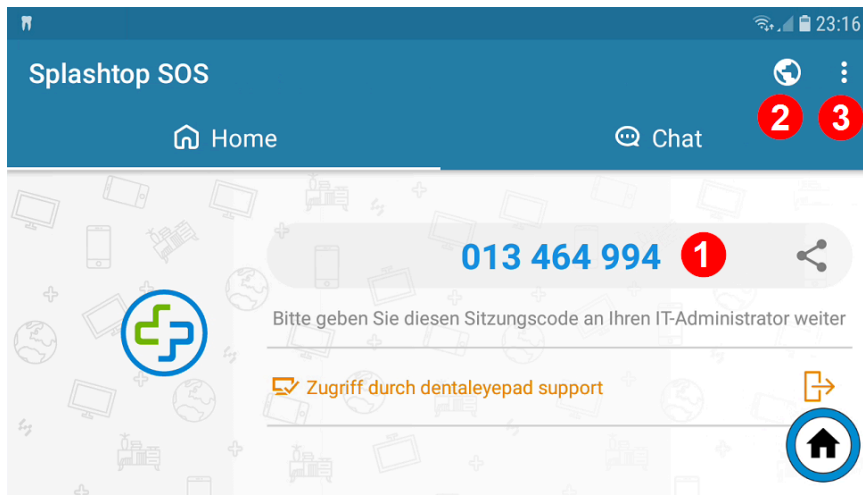 23:16
Splashtop SOS
2 3
Home Chat
013 464 994 1
Bitte geben Sie diesen Sitzungscode an Ihren IT-Administrator weiter
Zugriff durch dentaleyepad support